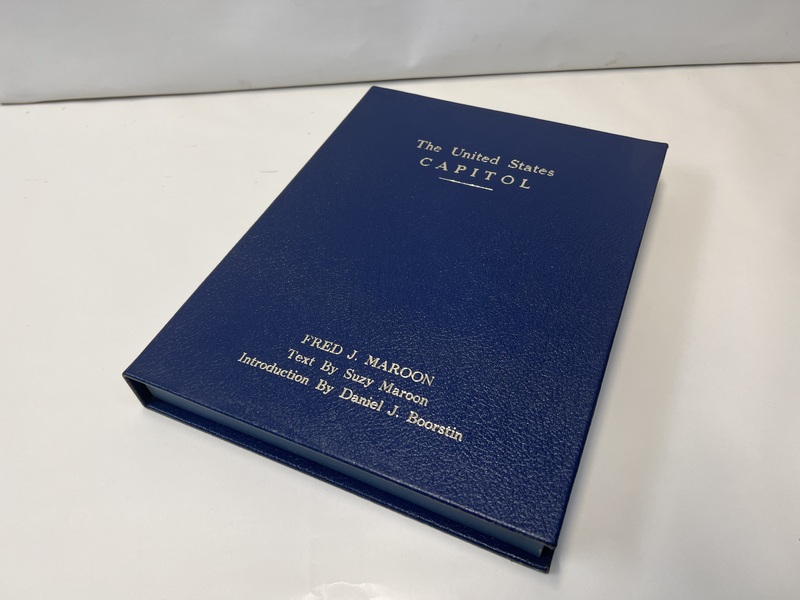 The United States
CAPITOL
FRED J. MAROON
Text By Suzy Maroon
Introduction By Daniel J. Boorstin